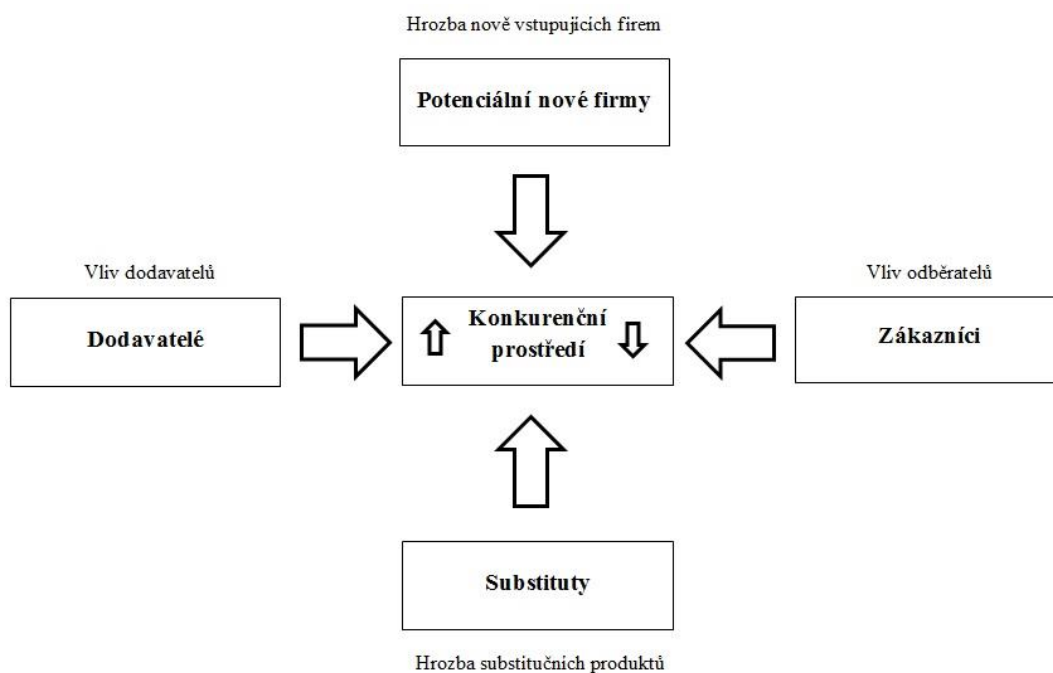 Hrozba nově vstupujících firem
Potenciální nové firmy
Vliv dodavatelů
Dodavatelé
Konkurenční
prostředí
Vliv odběratelů
Zákazníci
Substituty
Hrozba substitučních produktů